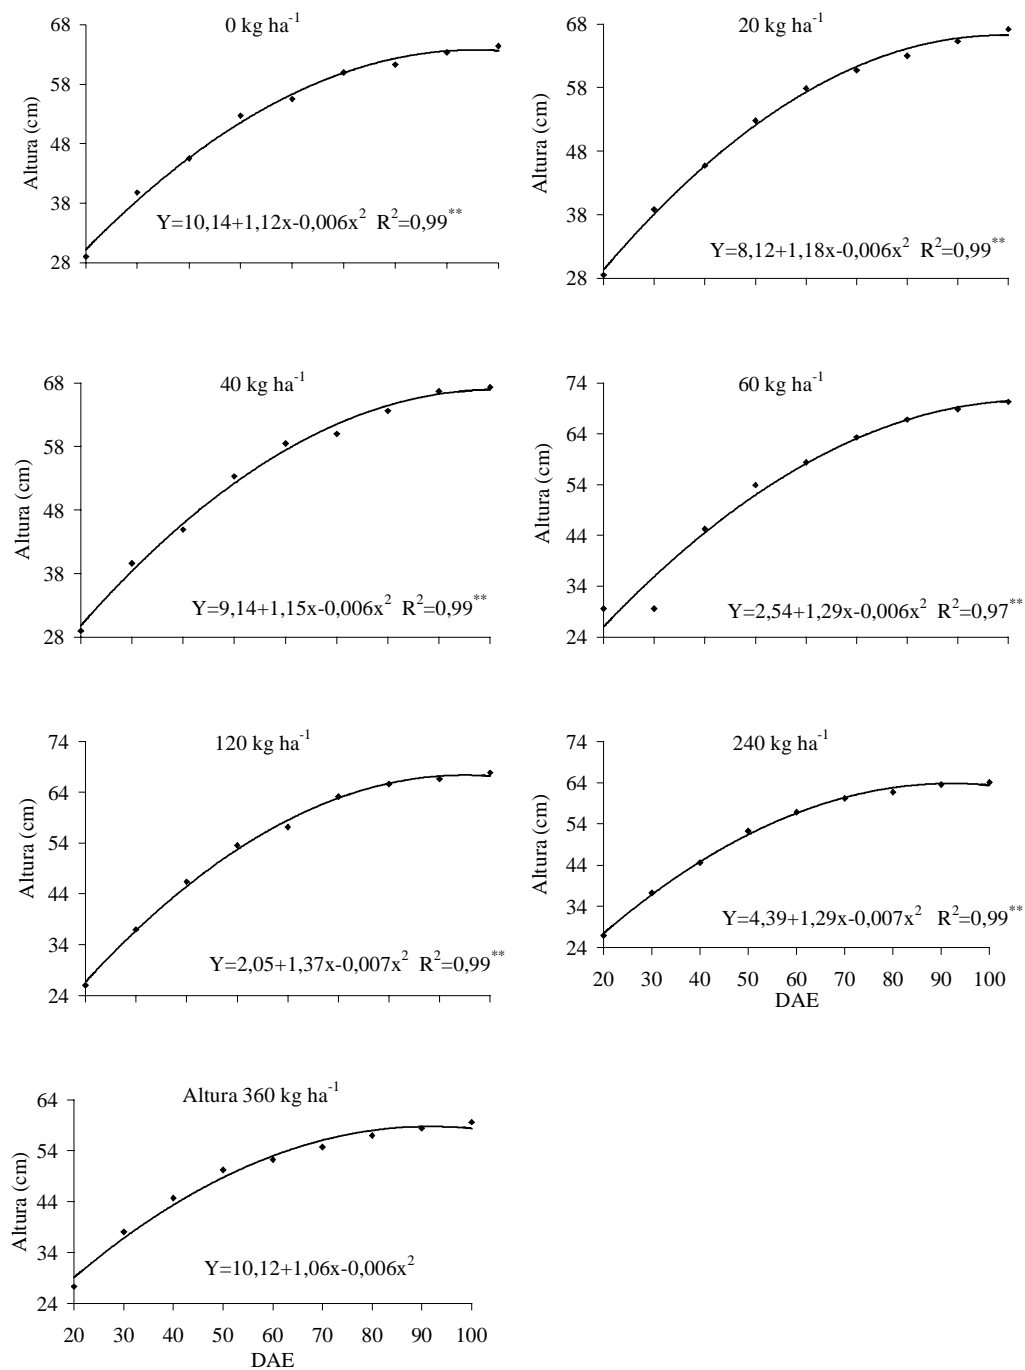 0 kg ha-1
68
58
48
38
28
Altura (cm)
Y=10,14+1,12x-0,006x2 R2=0,99**
20 kg ha-1
68
58
48
38
28
Altura (cm)
Y=8,12+1,18x-0,006x2 R2=0,99**
40 kg ha-1
68
58
48
38
28
Altura (cm)
Y=9,14+1,15x-0,006x2 R2=0,99**
60 kg ha-1
74
64
54
44
34
24
Altura (cm)
Y=2,54+1,29x-0,006x2 R2=0,97**
120 kg ha-1
74
64
54
44
34
24
Altura (cm)
Y=2,05+1,37x-0,007x2 R2=0,99**
240 kg ha-1
74
64
54
44
34
24
Altura (cm)
Y=4,39+1,29x-0,007x2 R2=0,99**
20 30 40 50 60 70 80 90 100
DAE
Altura 360 kg ha-1
64
54
44
34
24
Altura (cm)
Y=10,12+1,06x-0,006x2
20 30 40 50 60 70 80 90 100
DAE